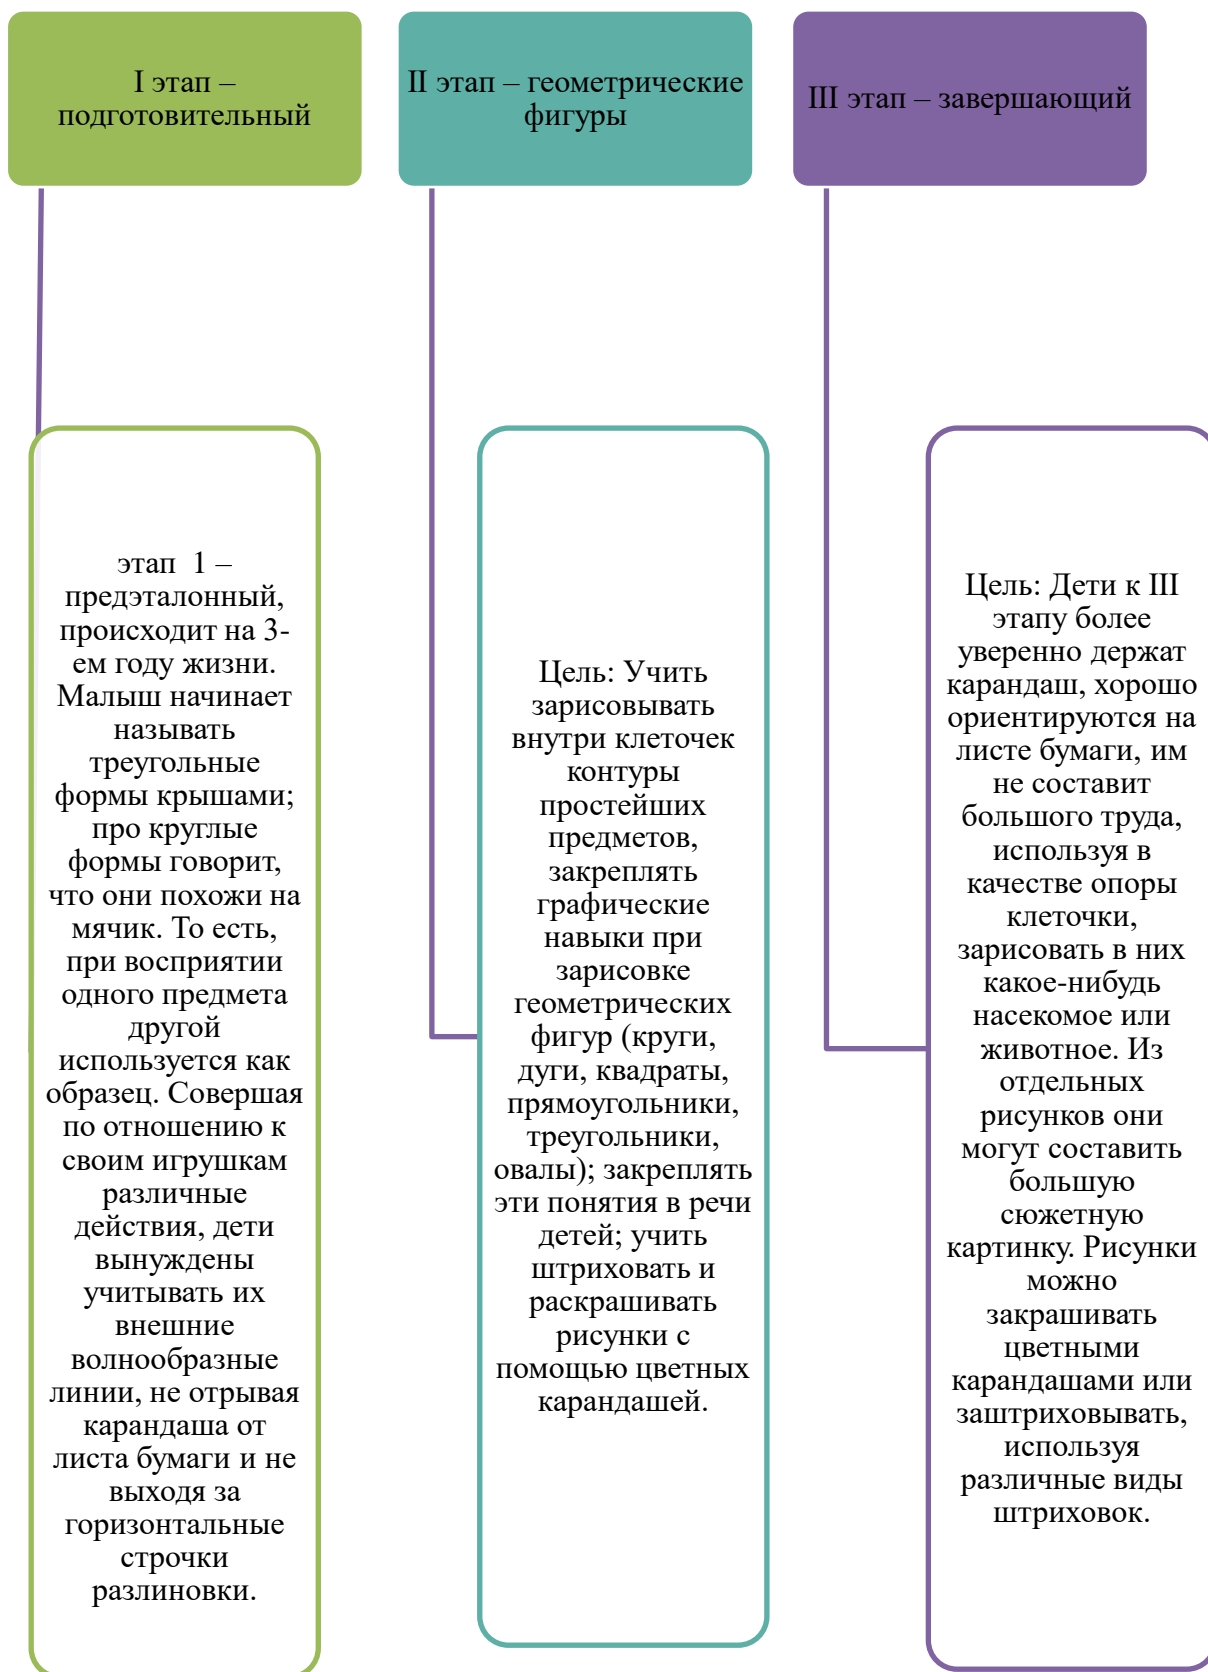 I этап –
подготовительный
II этап – геометрические
фигуры
III этап – завершающий
этап 1 –
предэталонный,
происходит на 3-
ем году жизни.
Малыш начинает
называть
треугольные
формы крышами;
про круглые
формы говорит,
что они похожи на
мячик. То есть,
при восприятии
одного предмета
другой
используется как
образец. Совершая
по отношению к
своим игрушкам
различные
действия, дети
вынуждены
учитывать их
внешние
волнообразные
линии, не отрывая
карандаша от
листа бумаги и не
выходя за
горизонтальные
строчки
разлиновки.
Цель: Учить
зарисовывать
внутри клеточек
контуры
простейших
предметов,
закреплять
графические
навыки при
зарисовке
геометрических
фигур (круги,
дуги, квадраты,
прямоугольники,
треугольники,
овалы); закреплять
эти понятия в речи
детей; учить
штриховать и
раскрашивать
рисунки с
помощью цветных
карандашей.
Цель: Дети к III
этапу более
уверенно держат
карандаш, хорошо
ориентируются на
листе бумаги, им
не составит
большого труда,
используя в
качестве опоры
клеточки,
зарисовать в них
какое-нибудь
насекомое или
животное. Из
отдельных
рисунков они
могут составить
большую
сюжетную
картинку. Рисунки
можно
закрашивать
цветными
карандашами или
заштриховывать,
используя
различные виды
штриховок.